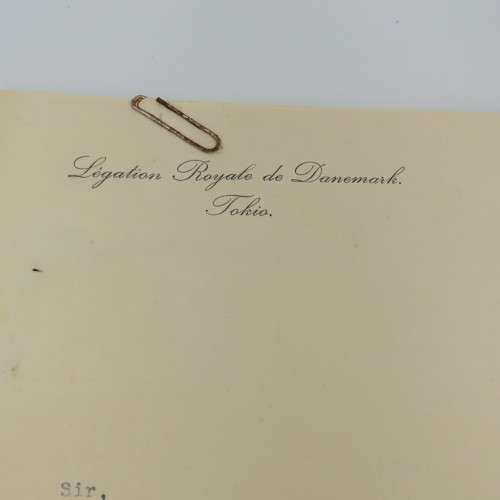 Légation Royale de Danemark.
Tokio.
Sir,